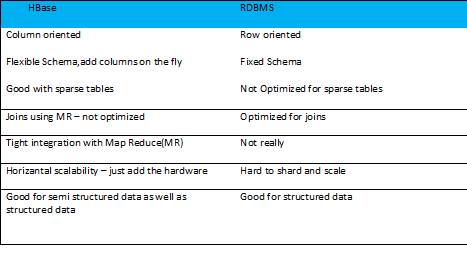 HBase RDBMS
Column oriented Row oriented
Flexible Schema,add columns on the fly Fixed Schema
Good with sparse tables Not Optimized for sparse tables
Joins using MR – not optimized Optimized for joins
Tight integration with Map Reduce(MR) Not really
Horizantal scalability – just add the hardware Hard to shard and scale
Good for semi structured data as well as Good for structured data
structured data